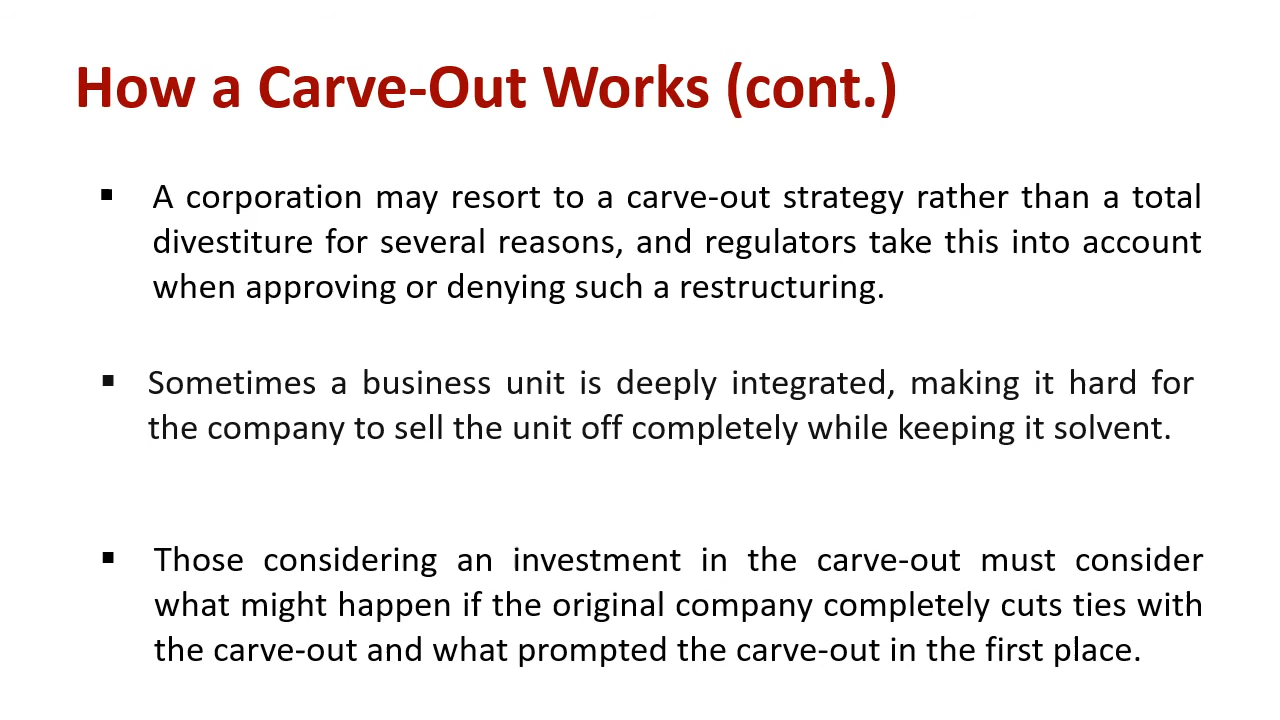 How a Carve-Out Works (cont.)
▪ A corporation may resort to a carve-out strategy rather than a total
divestiture for several reasons, and regulators take this into account
when approving or denying such a restructuring.
▪ Sometimes a business unit is deeply integrated, making it hard for
the company to sell the unit off completely while keeping it solvent.
▪ Those considering an investment in the carve-out must consider
what might happen if the original company completely cuts ties with
the carve-out and what prompted the carve-out in the first place.